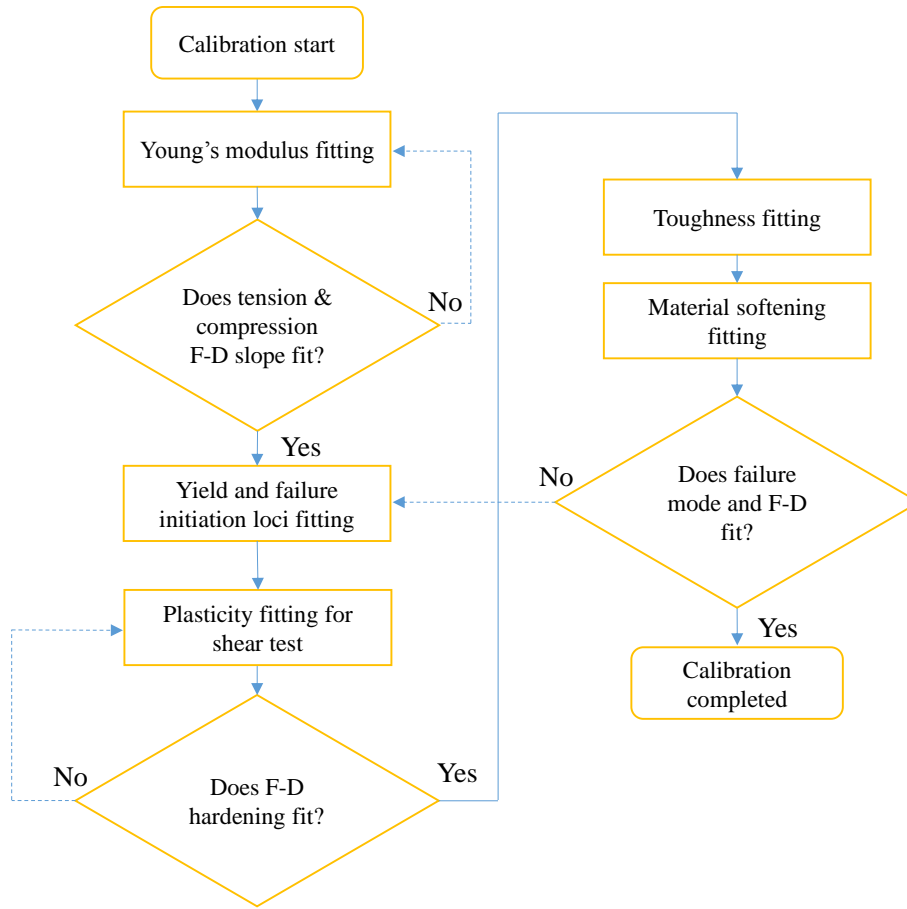 Calibration start
Young’s modulus fitting
Does tension &
compression
F-D slope fit?
No
Yes
Yield and failure
initiation loci fitting
Plasticity fitting for
shear test
Does F-D
hardening fit?
No
Yes
Toughness fitting
Material softening
fitting
Does failure
mode and F-D
fit?
No
Yes
Calibration
completed